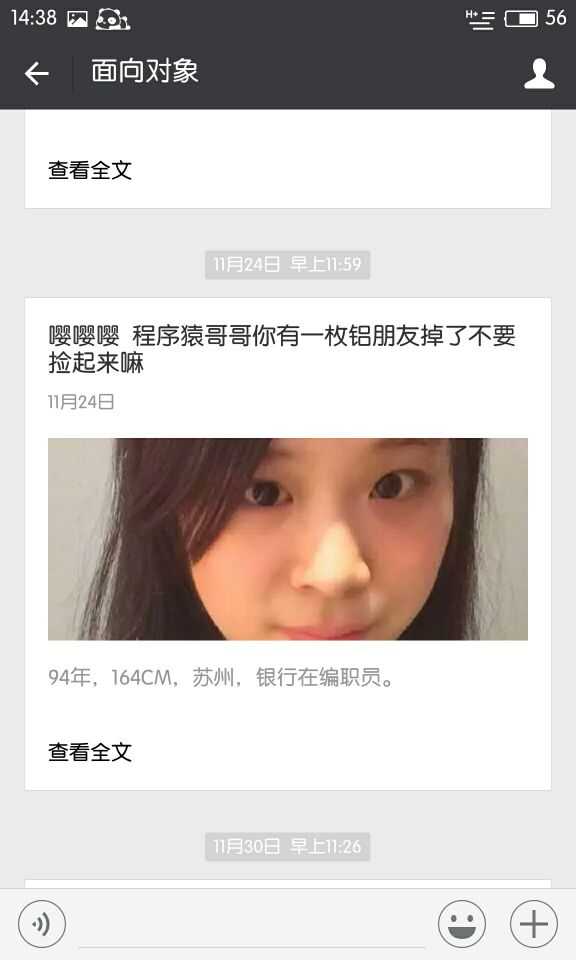 14:38
H+
56
面向对象
查看全文
11月24日 早上11:59
嘤嘤嘤 程序猿哥哥你有一枚铝朋友掉了不要
捡起来嘛
11月24日
94年，164CM，苏州，银行在编职员。
查看全文
11月30日 早上11:26